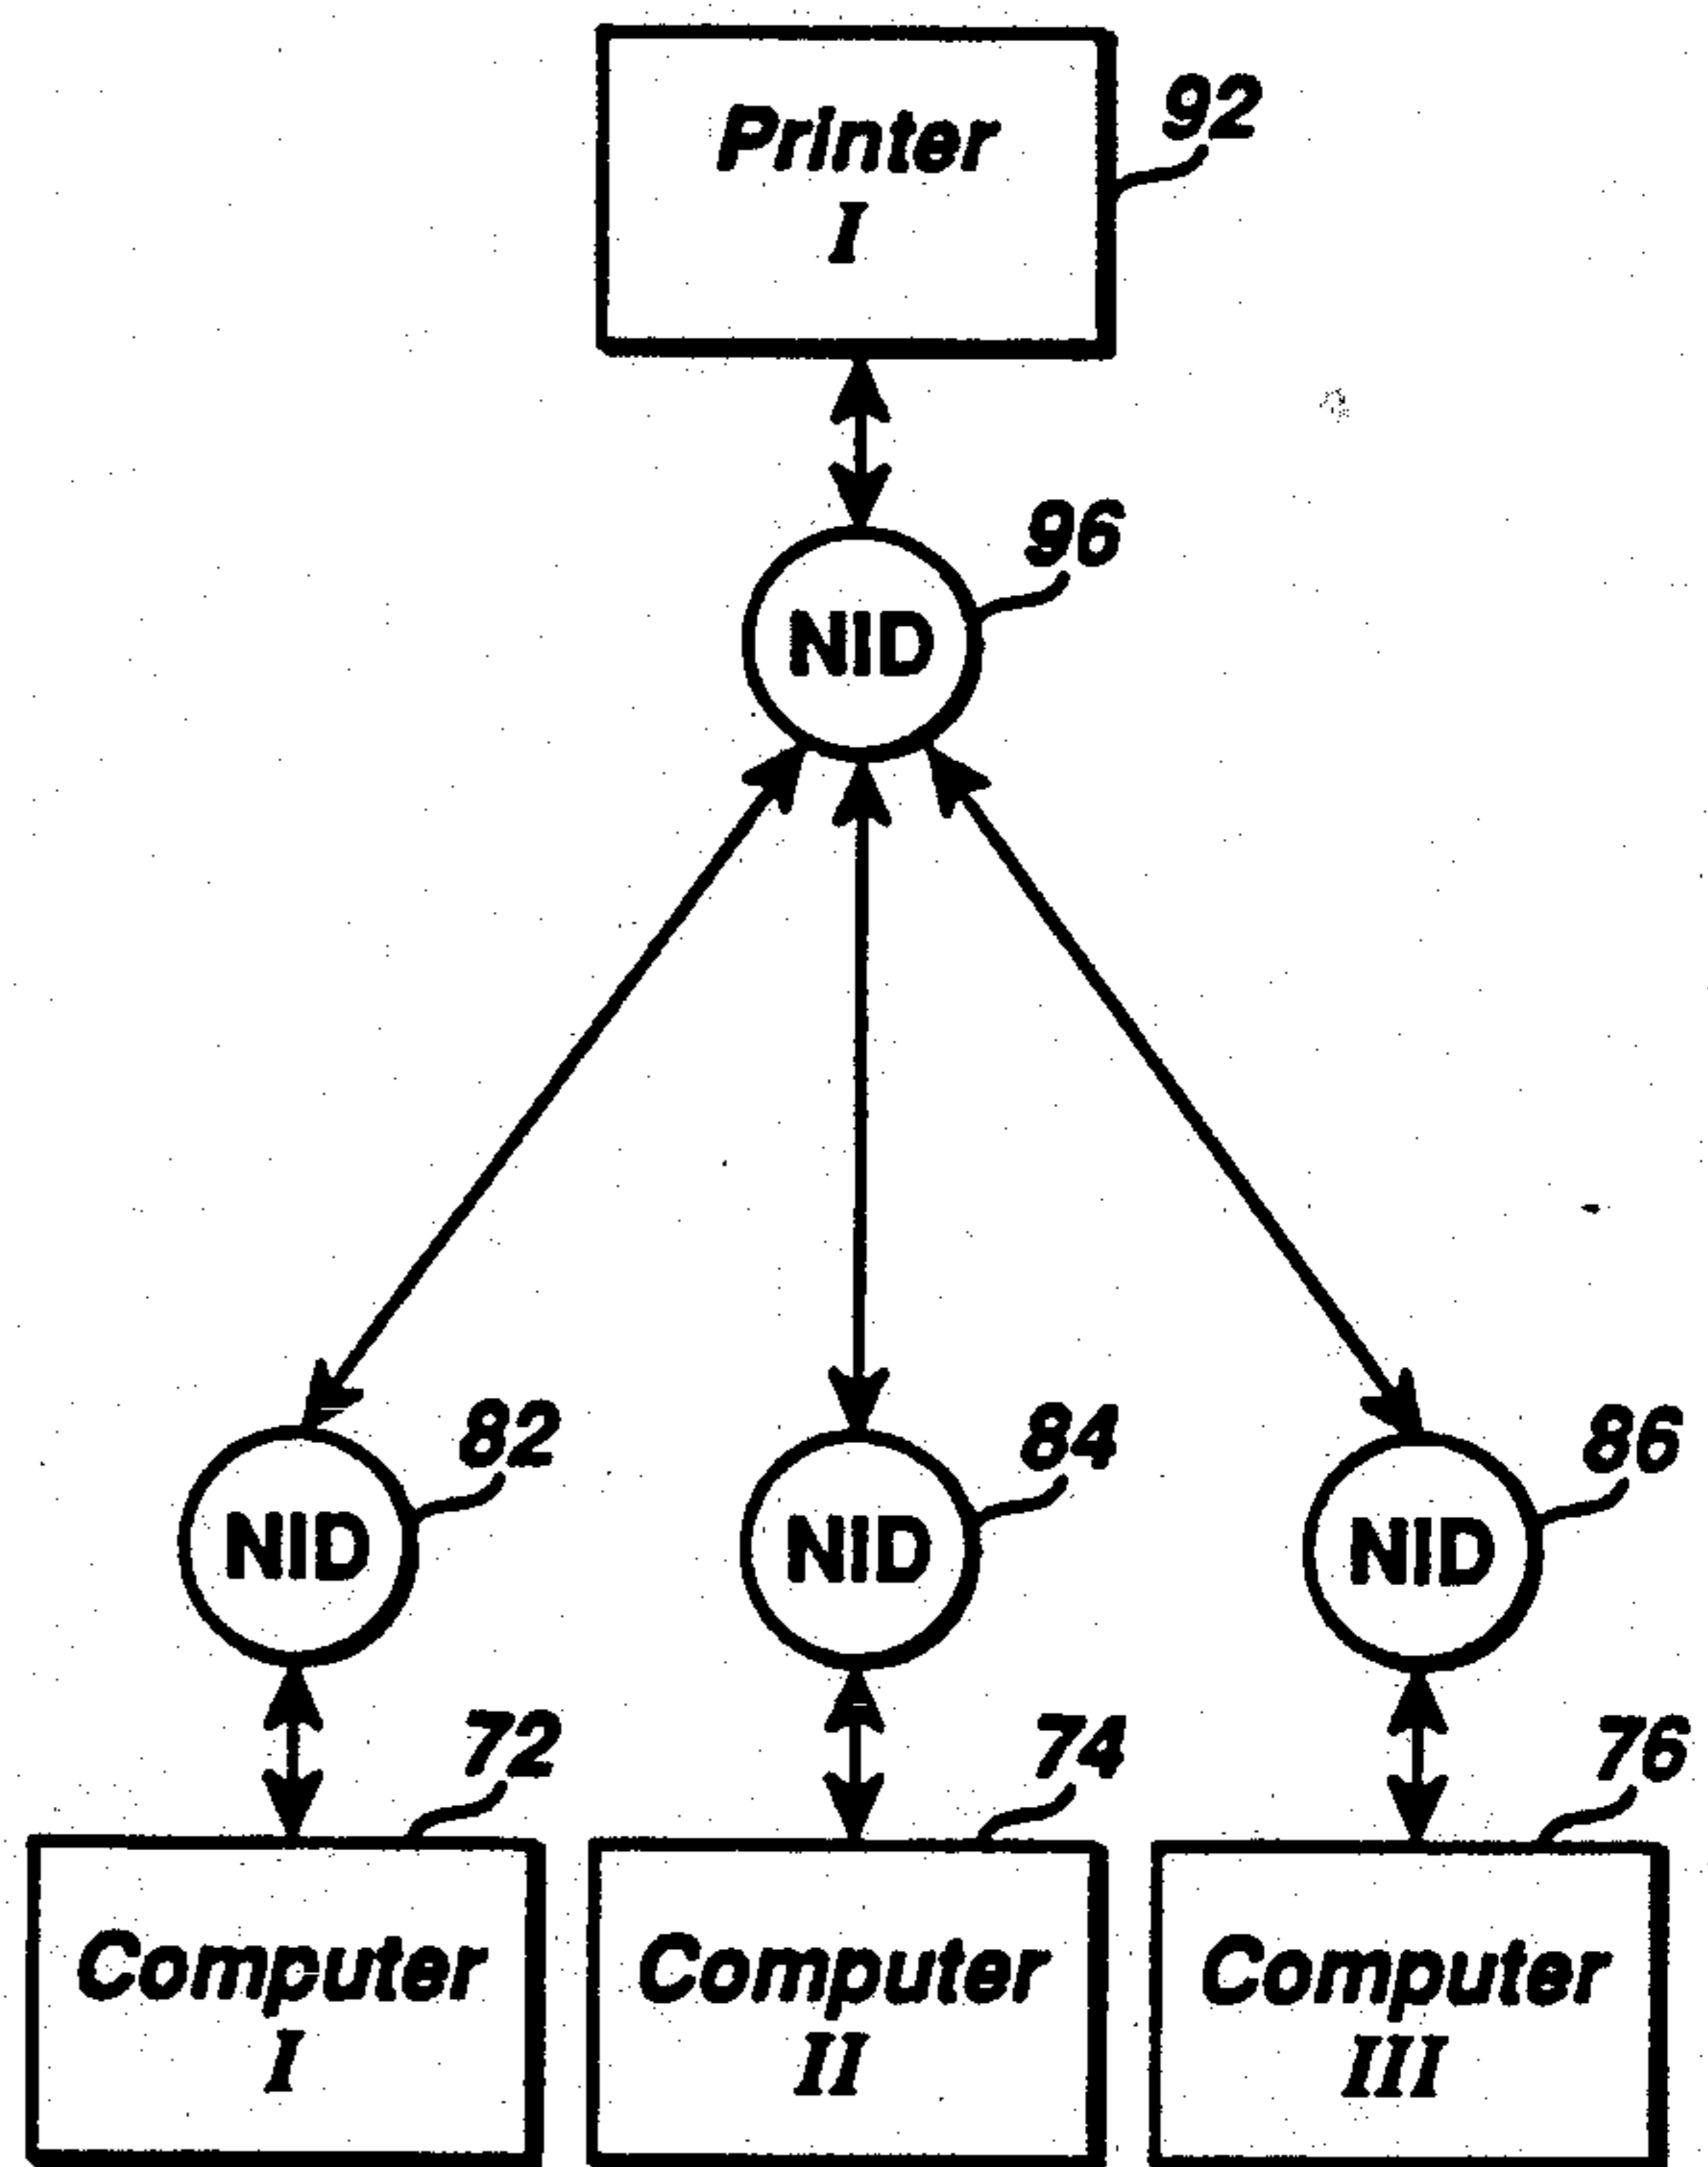 Printer
I
92
96
NID
82
84
86
NID
NID
NID
72
74
76
Computer
I
Computer
II
Computer
III